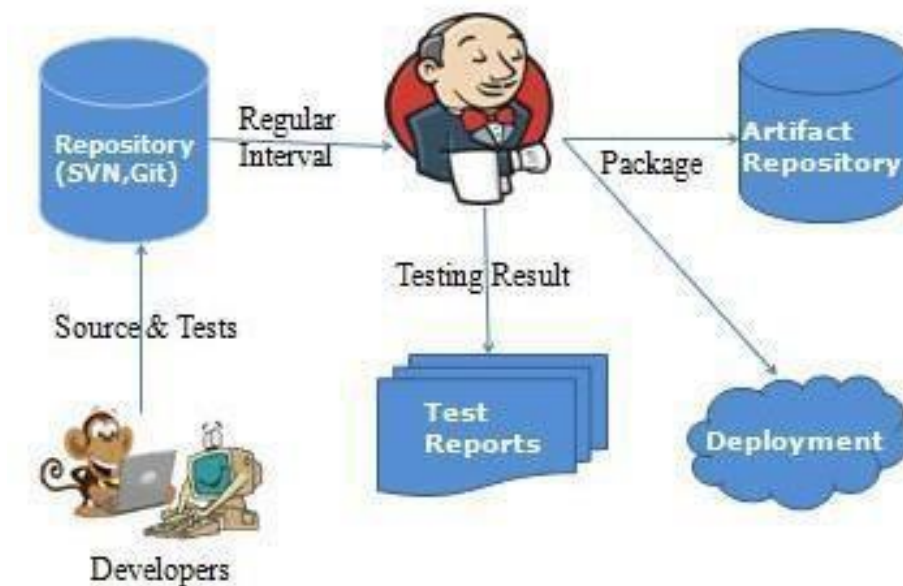 Repository
(SVN,Git)
Regular
Interval
Artifact
Repository
Package
Testing Result
Source & Tests
Test
Reports
Deployment
Developers